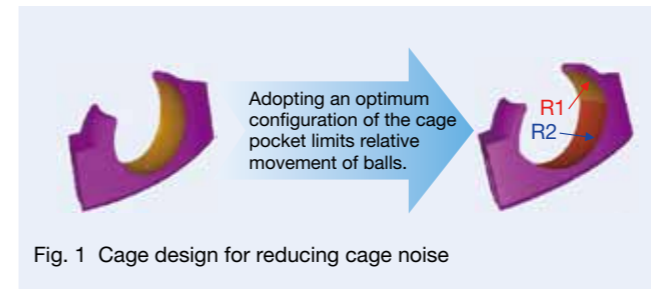 Adopting an optimum
configuration of the cage
pocket limits relative
movement of balls.
R1
R2
Fig. 1 Cage design for reducing cage noise